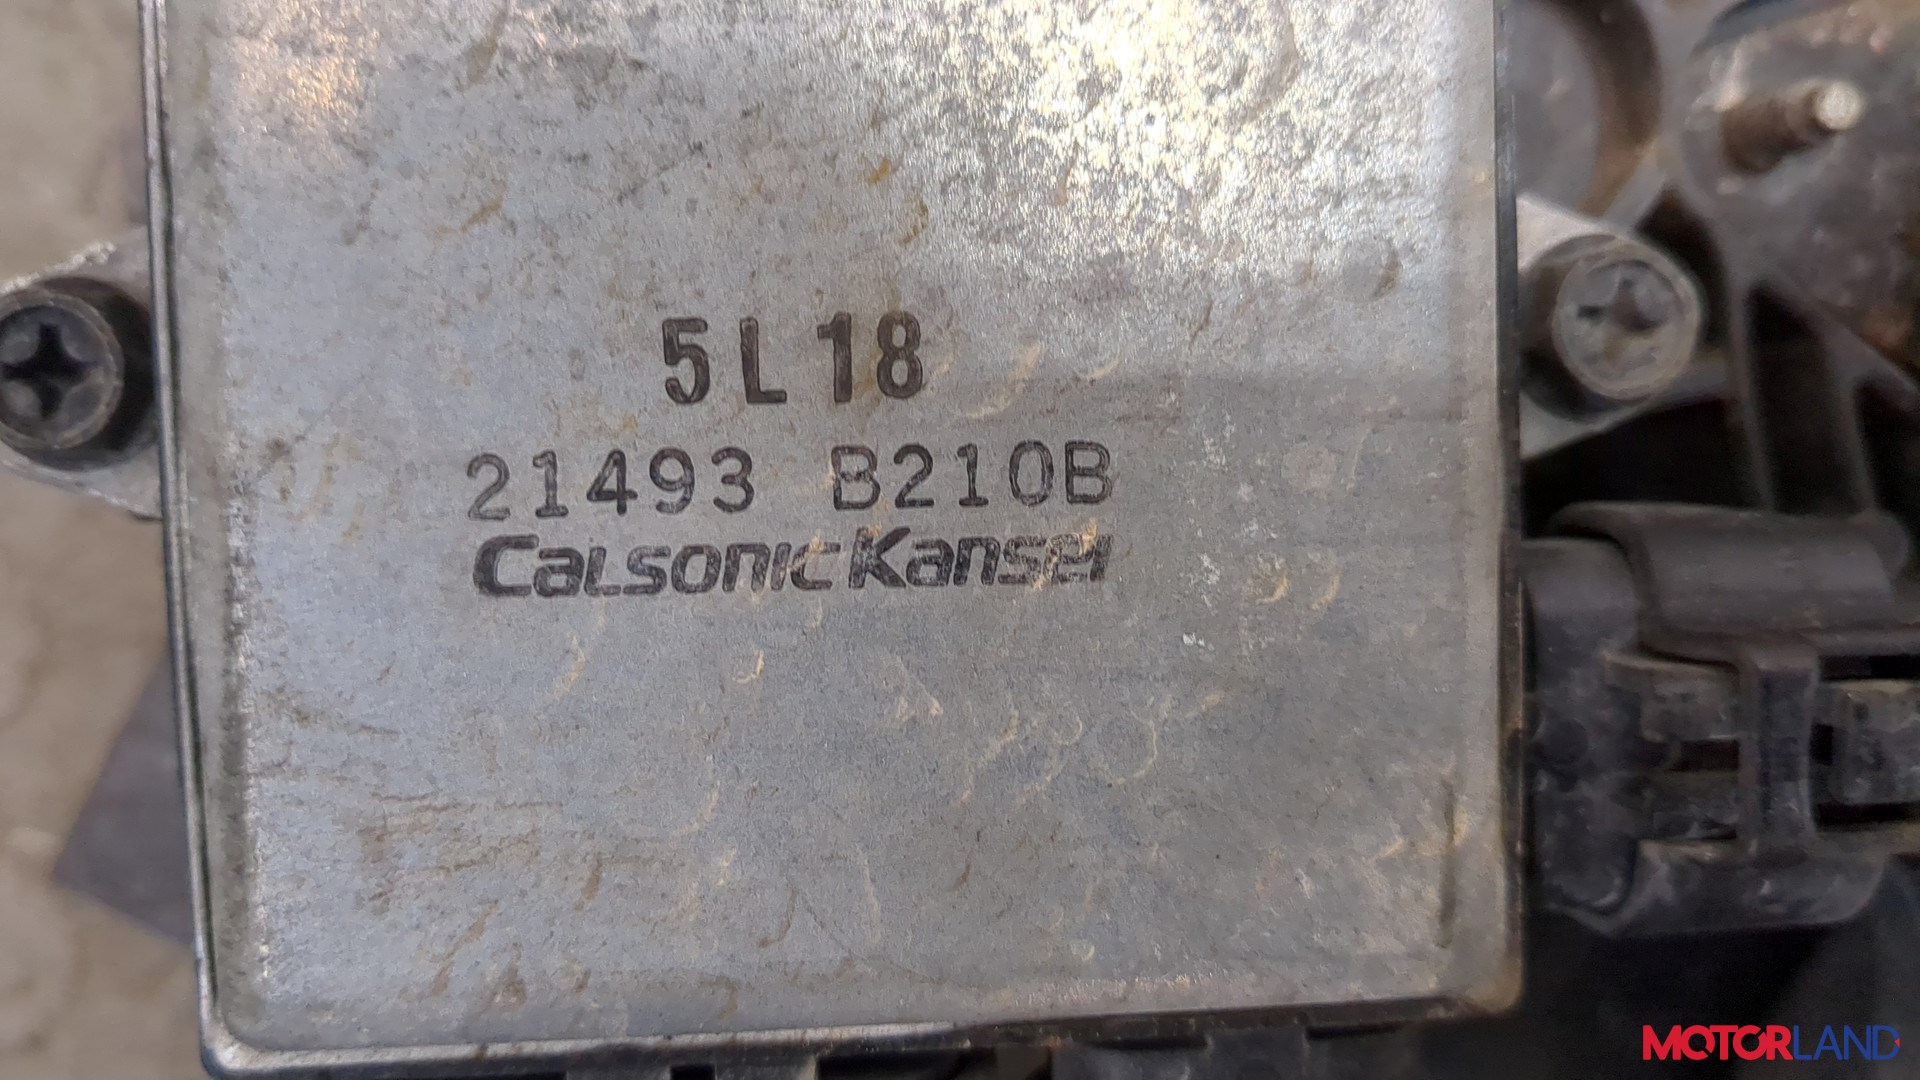 5L18
21493 B210B
CalsonicKansei
MOTORLAND